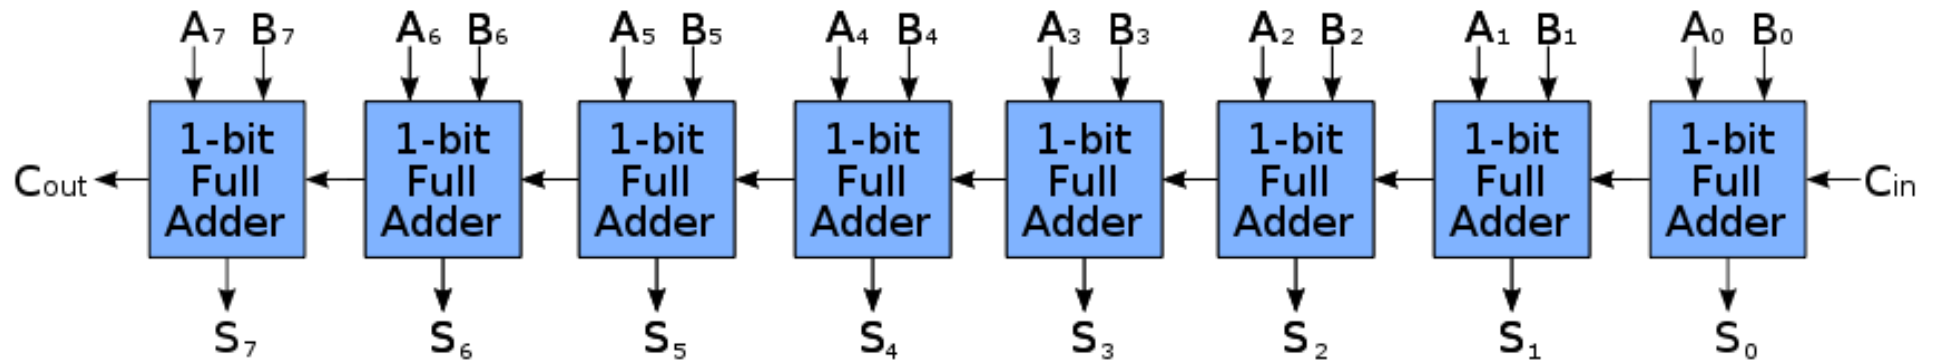 A7 B7 A6 B6 A5 B5 A4 B4 A3 B3 A2 B2 A1 B1 A0 B0
1-bit 1-bit 1-bit 1-bit 1-bit 1-bit 1-bit 1-bit
Cout Full Full Full Full Full Full Full Full Cin
Adder Adder Adder Adder Adder Adder Adder Adder
S7 S6 S5 S4 S3 S2 S1 S0